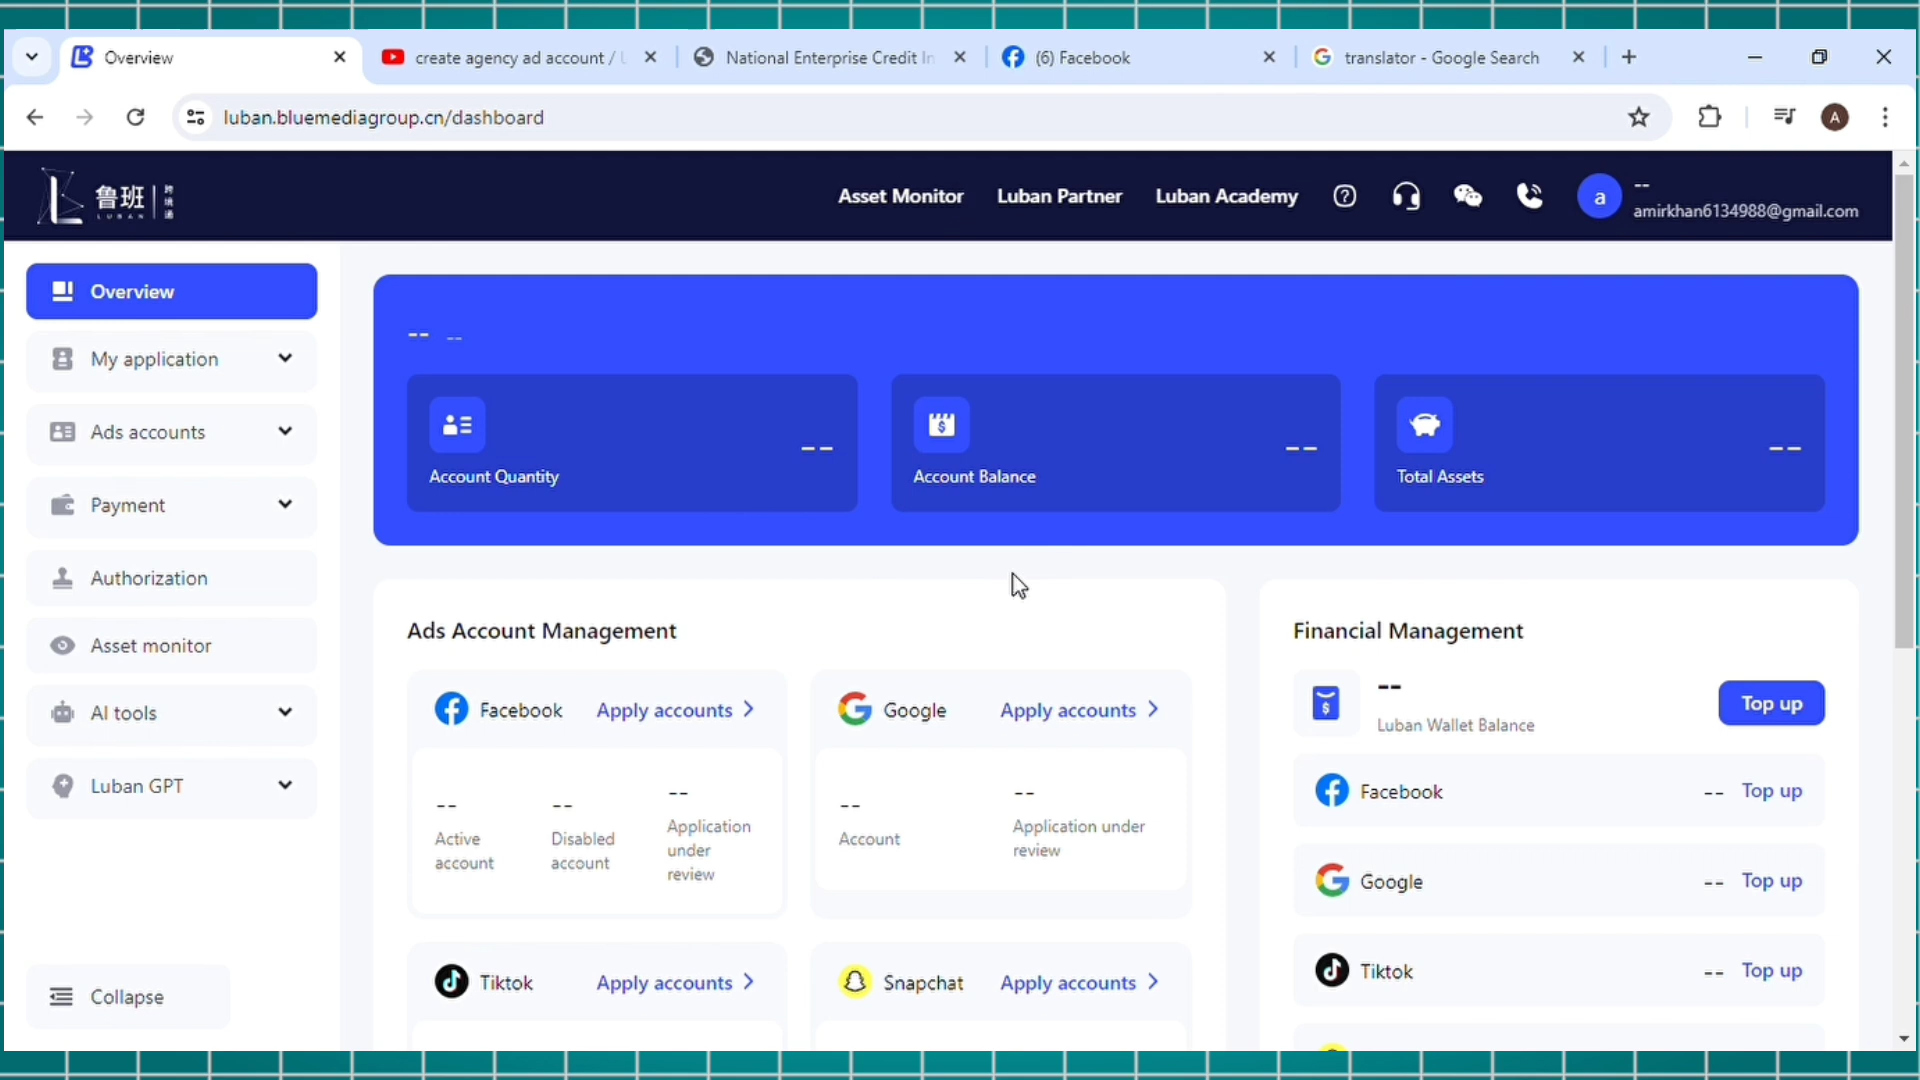 Overview
create agency ad account / L
National Enterprise Credit In
(6) Facebook
translator - Google Search
luban.bluemediagroup.cn/dashboard
A
鲁班
LUBAN
跨境通
Asset Monitor
Luban Partner
Luban Academy
a
--
amirkhan6134988@gmail.com
Overview
My application
Ads accounts
Payment
Authorization
Asset monitor
AI tools
Luban GPT
Collapse
-- --
Account Quantity
--
Account Balance
--
Total Assets
--
Ads Account Management
Facebook
Apply accounts
--
Active
account
--
Disabled
account
--
Application
under
review
Google
Apply accounts
--
Account
--
Application under
review
Tiktok
Apply accounts
Snapchat
Apply accounts
Financial Management
--
Luban Wallet Balance
Top up
Facebook
--
Top up
Google
--
Top up
Tiktok
--
Top up